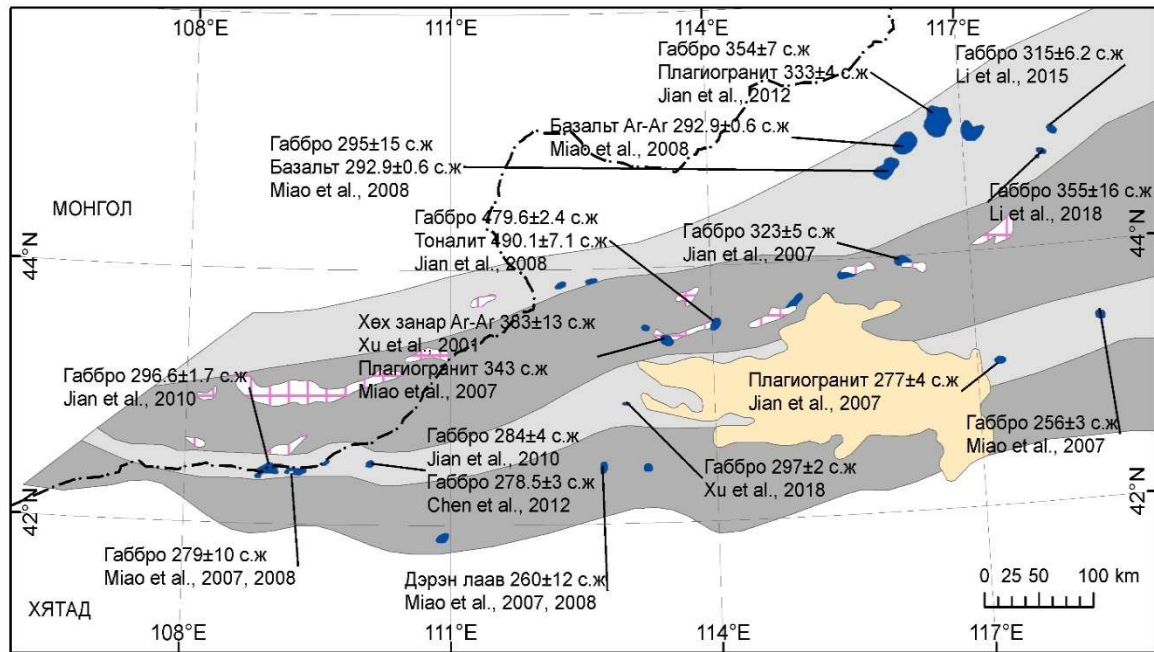 108°E
111°E
114°E
117°E
Габбро 354±7 с.ж
Плагиогранит 333±4 с.ж
Jian et al., 2012
Габбро 315±6.2 с.ж
Li et al., 2015
Базальт Ar-Ar 292.9±0.6 с.ж
Miao et al., 2008
Габбро 295±15 с.ж
Базальт 292.9±0.6 с.ж
Miao et al., 2008
МОНГОЛ
Габбро 355±16 с.ж
Li et al., 2018
Габбро 479.6±2.4 с.ж
Тоналит 490.1±7.1 с.ж
Jian et al., 2008
Габбро 323±5 с.ж
Jian et al., 2007
44°N
44°N
Хөх занар Ar-Ar 383±13 с.ж
Xu et al., 2001
Плагиогранит 343 с.ж
Miao et al., 2007
Габбро 296.6±1.7 с.ж
Jian et al., 2010
Плагиогранит 277±4 с.ж
Jian et al., 2007
Габбро 256±3 с.ж
Miao et al., 2007
Габбро 284±4 с.ж
Jian et al., 2010
Габбро 278.5±3 с.ж
Chen et al., 2012
Габбро 297±2 с.ж
Xu et al., 2018
42°N
42°N
Габбро 279±10 с.ж
Miao et al., 2007, 2008
Дэрэн лаав 260±12 с.ж
Miao et al., 2007, 2008
0 25 50 100 km
ХЯТАД
108°E
111°E
114°E
117°E